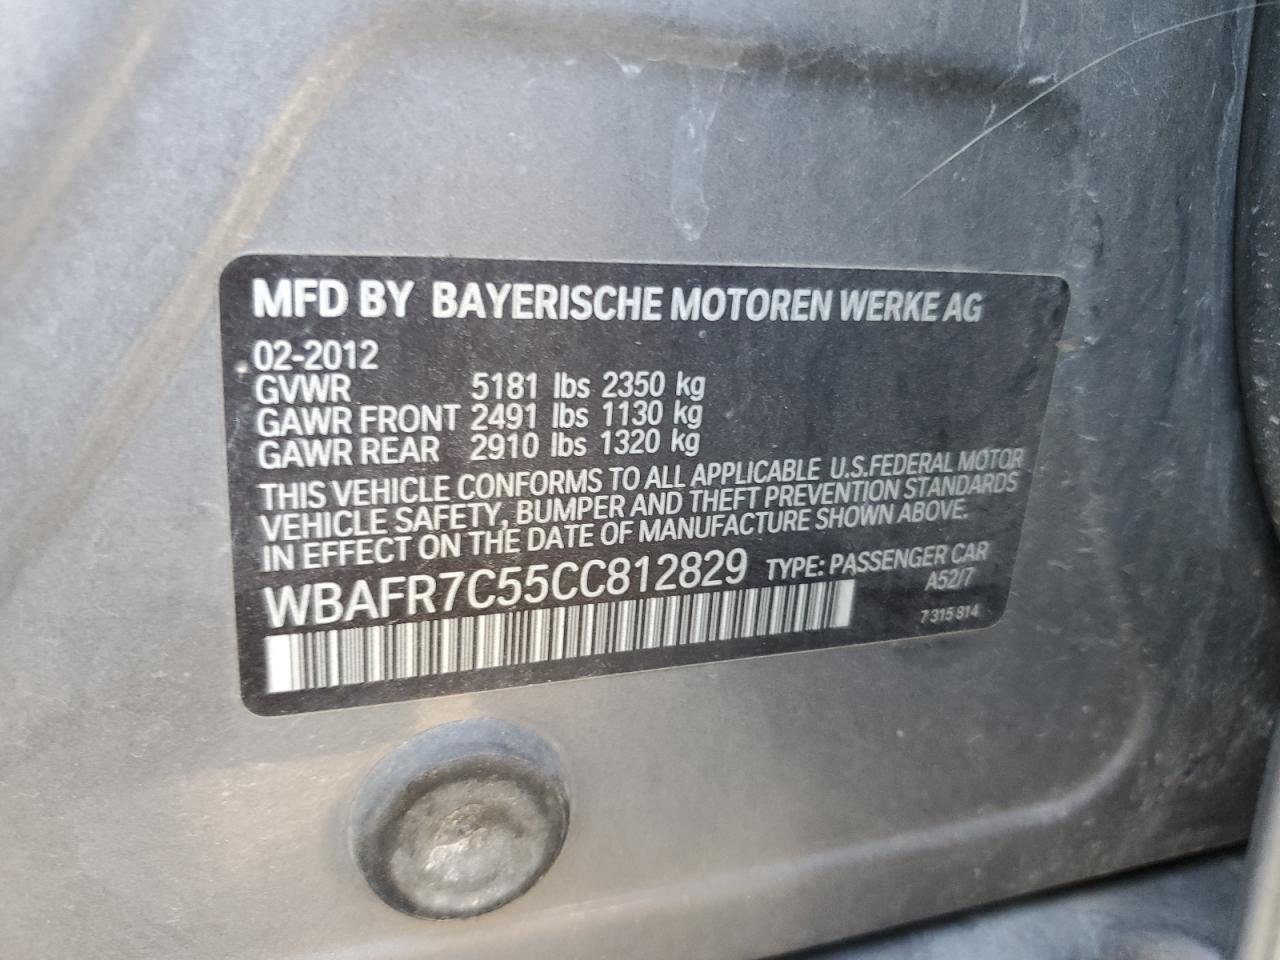 MFD BY BAYERISCHE MOTOREN WERKE AG
02-2012
GVWR 5181 lbs 2350 kg
GAWR FRONT 2491 lbs 1130 kg
GAWR REAR 2910 lbs 1320 kg
THIS VEHICLE CONFORMS TO ALL APPLICABLE U.S.FEDERAL MOTOR
VEHICLE SAFETY, BUMPER AND THEFT PREVENTION STANDARDS
IN EFFECT ON THE DATE OF MANUFACTURE SHOWN ABOVE.
WBAFR7C55CC812829 TYPE: PASSENGER CAR
A52/7
7 315 814